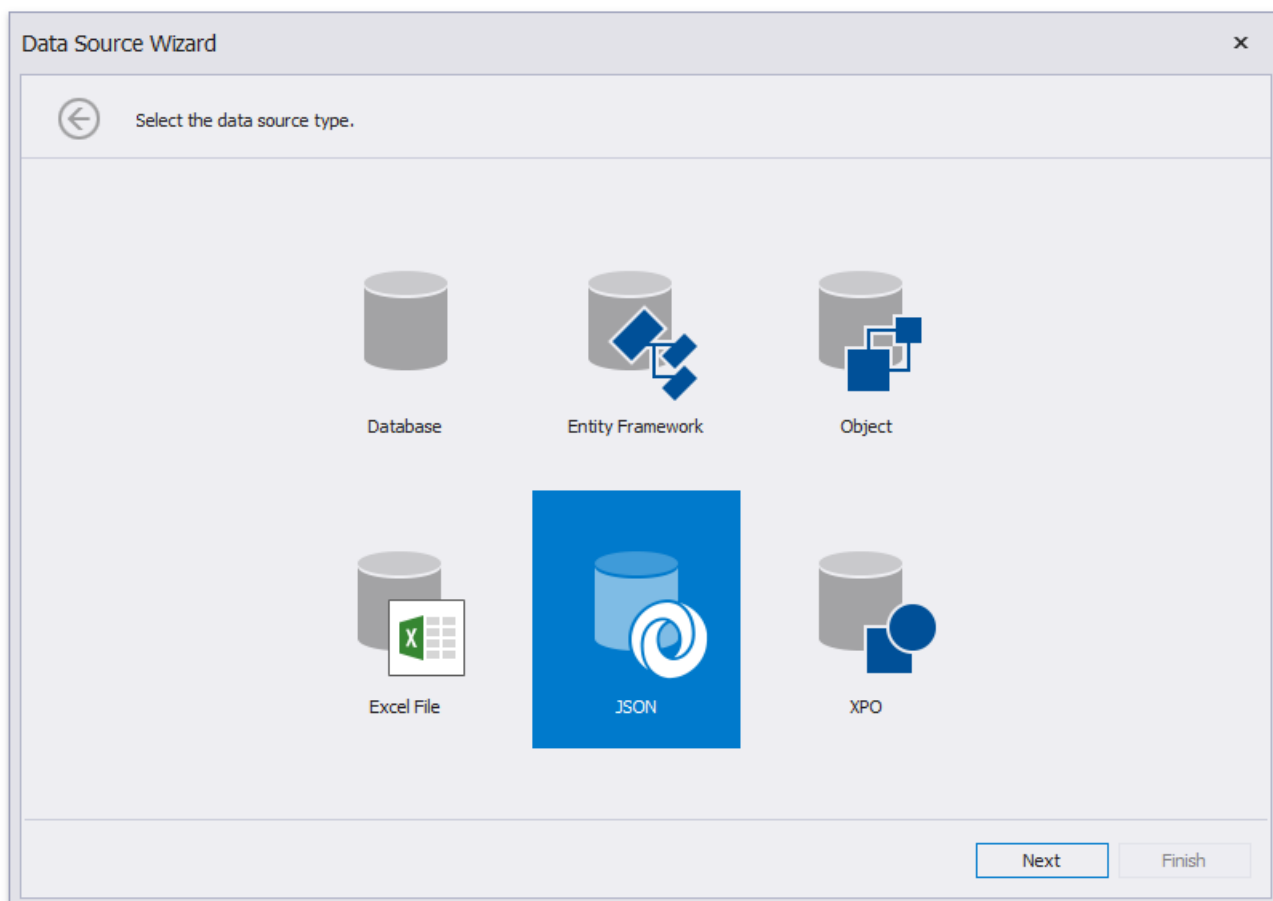 Data Source Wizard
Select the data source type.
Database
Entity Framework
Object
X
Excel File
JSON
XPO
Next
Finish